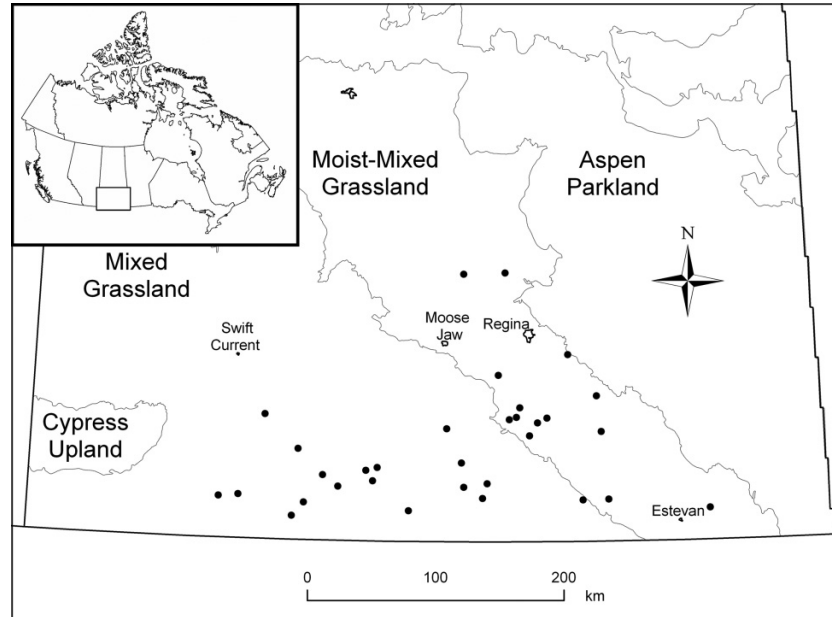 Moist-Mixed
Grassland
Aspen
Parkland
Mixed
Grassland
N
Swift
Current
Moose
Jaw
Regina
Cypress
Upland
Estevan
0 100 200
km